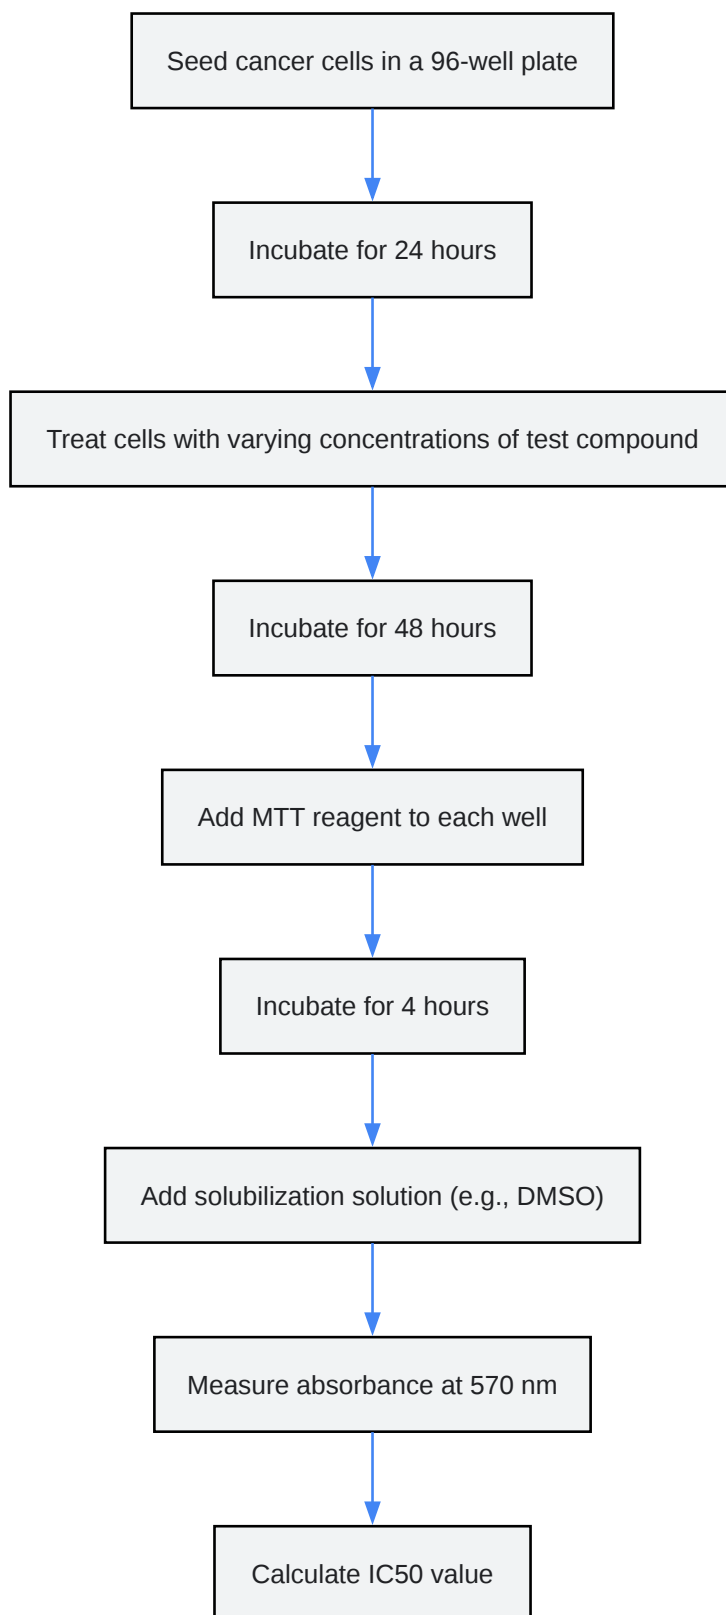 Seed cancer cells in a 96-well plate
Incubate for 24 hours
Treat cells with varying concentrations of test compound
Incubate for 48 hours
Add MTT reagent to each well
Incubate for 4 hours
Add solubilization solution (e.g., DMSO)
Measure absorbance at 570 nm
Calculate IC50 value